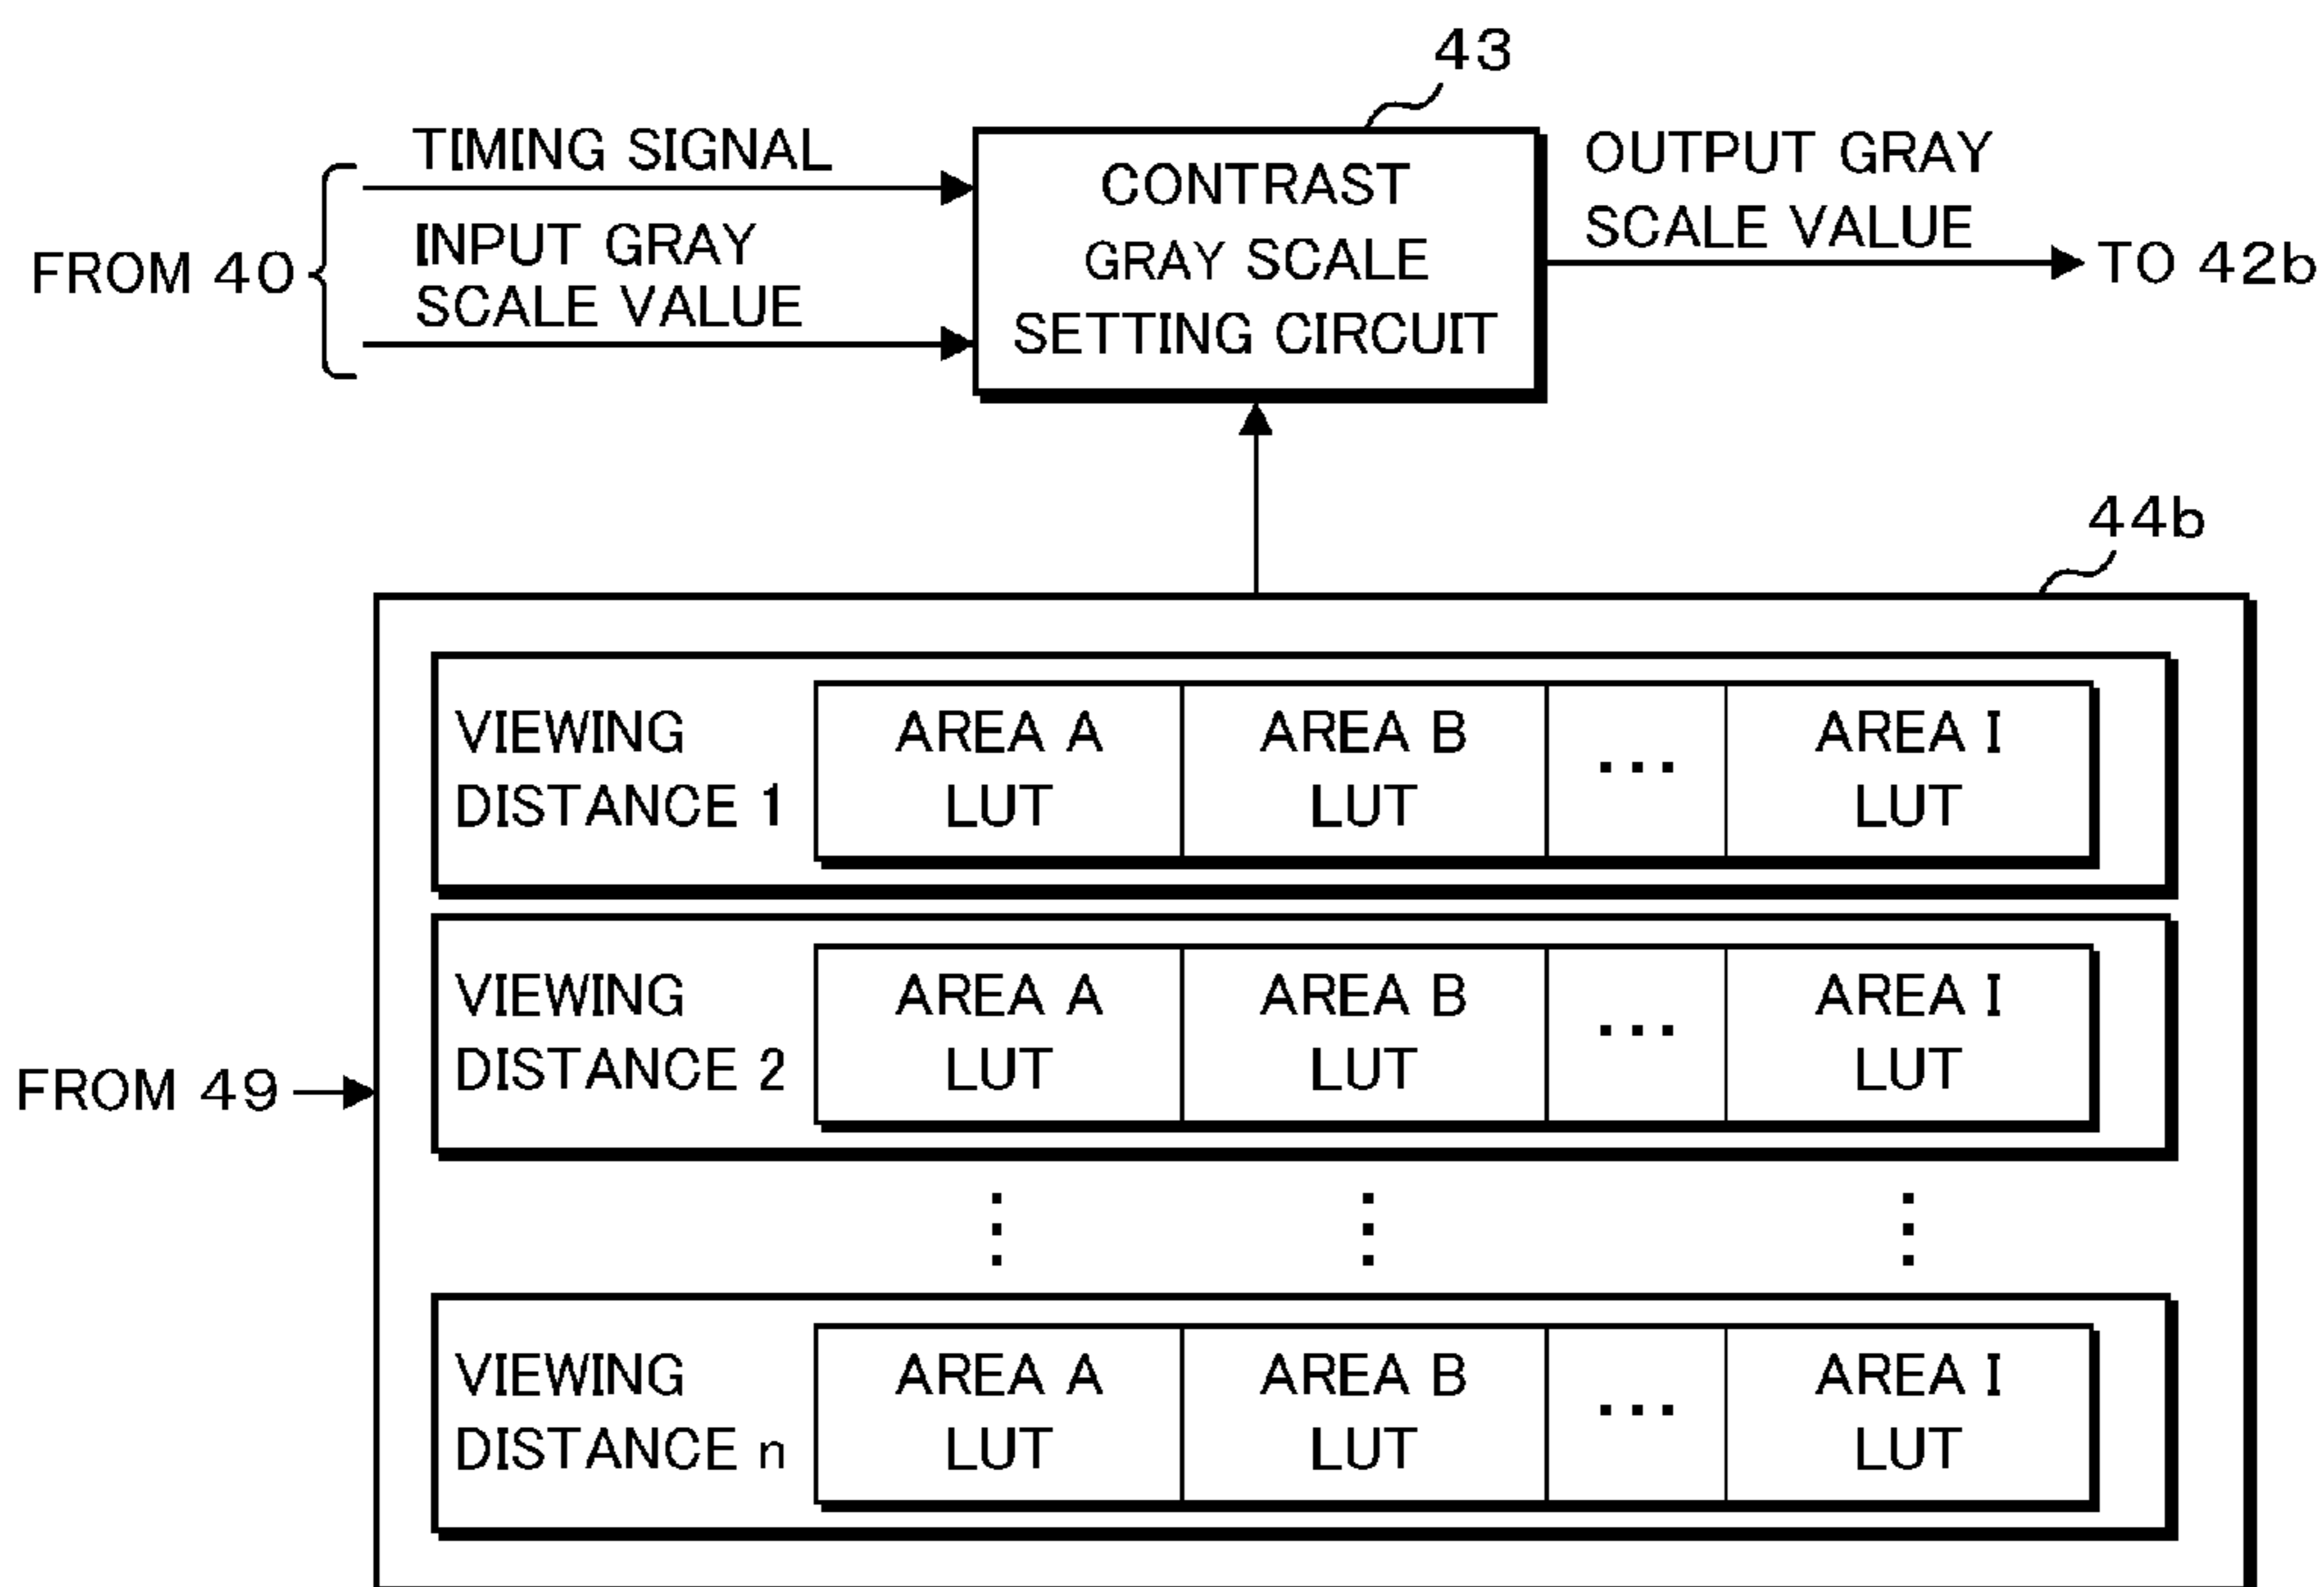 43
TIMING SIGNAL
FROM 40
INPUT GRAY
SCALE VALUE
CONTRAST
GRAY SCALE
SETTING CIRCUIT
OUTPUT GRAY
SCALE VALUE
TO 42b
44b
FROM 49
VIEWING
DISTANCE 1
AREA A
LUT
AREA B
LUT
...
AREA I
LUT
VIEWING
DISTANCE 2
AREA A
LUT
AREA B
LUT
...
AREA I
LUT
VIEWING
DISTANCE n
AREA A
LUT
AREA B
LUT
...
AREA I
LUT